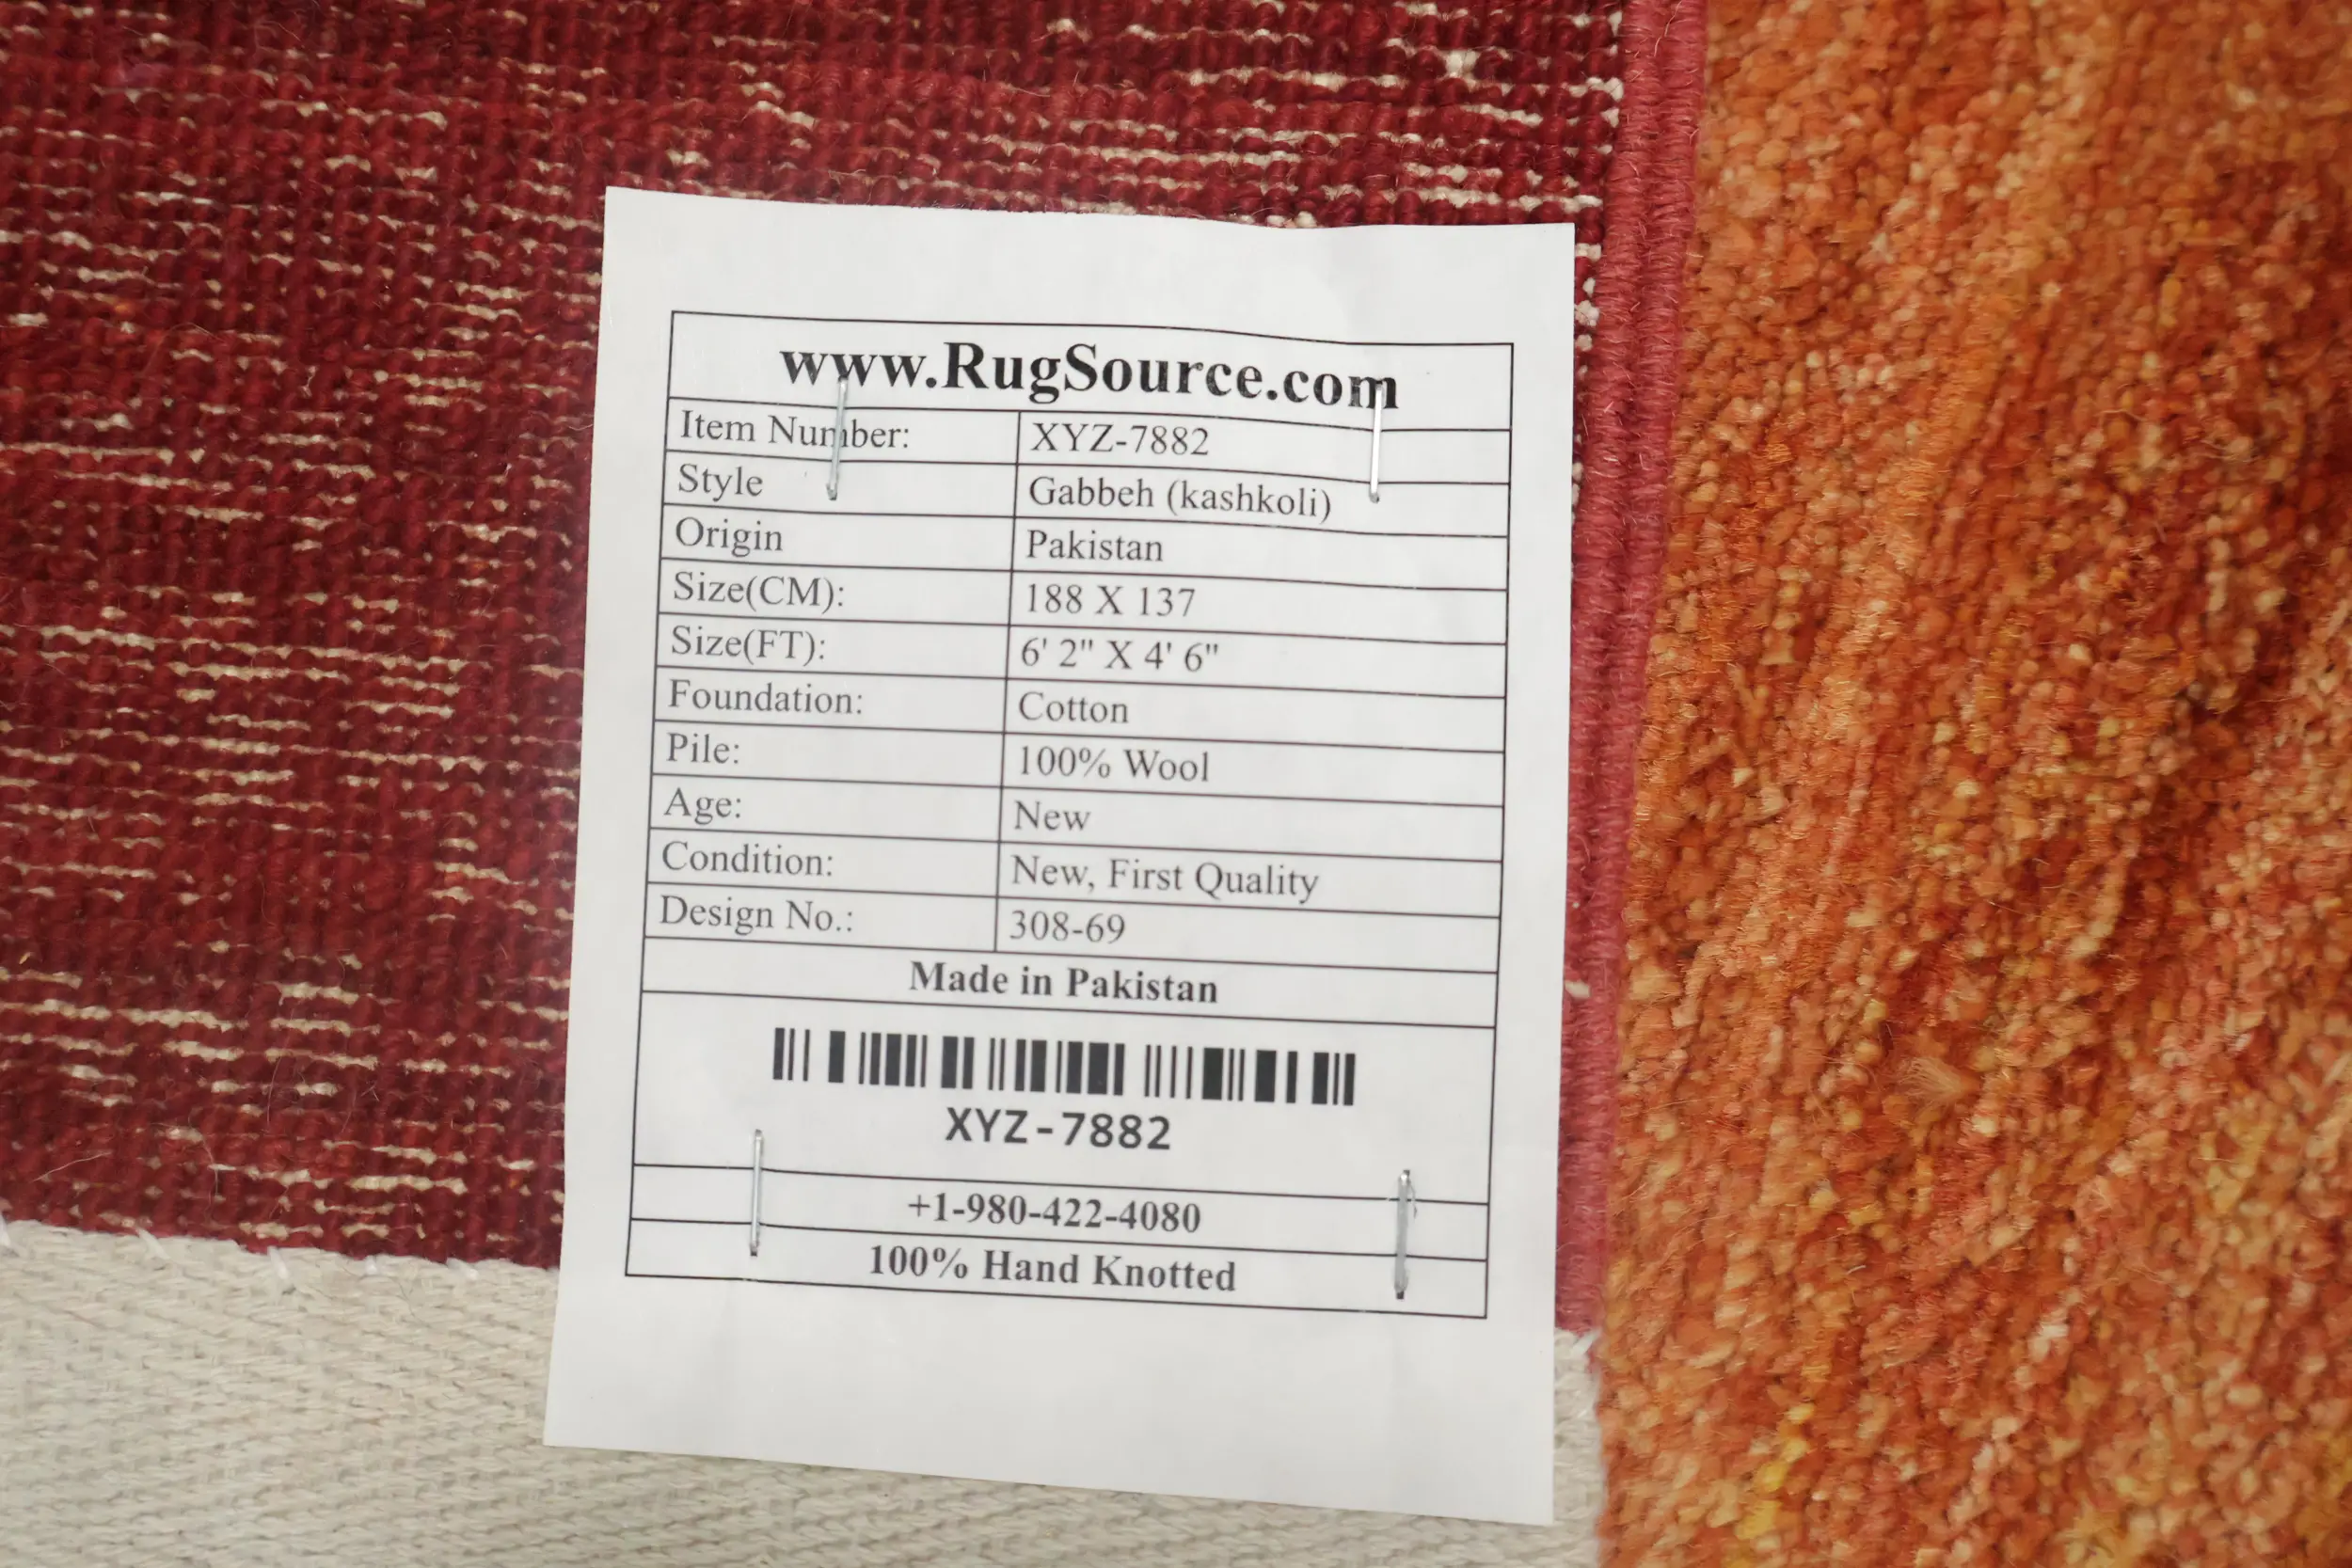 www.RugSource.com
Item Number: XYZ-7882
Style Gabbeh (kashkoli)
Origin Pakistan
Size(CM): 188 X 137
Size(FT): 6' 2" X 4' 6"
Foundation: Cotton
Pile: 100% Wool
Age: New
Condition: New, First Quality
Design No.: 308-69
Made in Pakistan
XYZ-7882
+1-980-422-4080
100% Hand Knotted